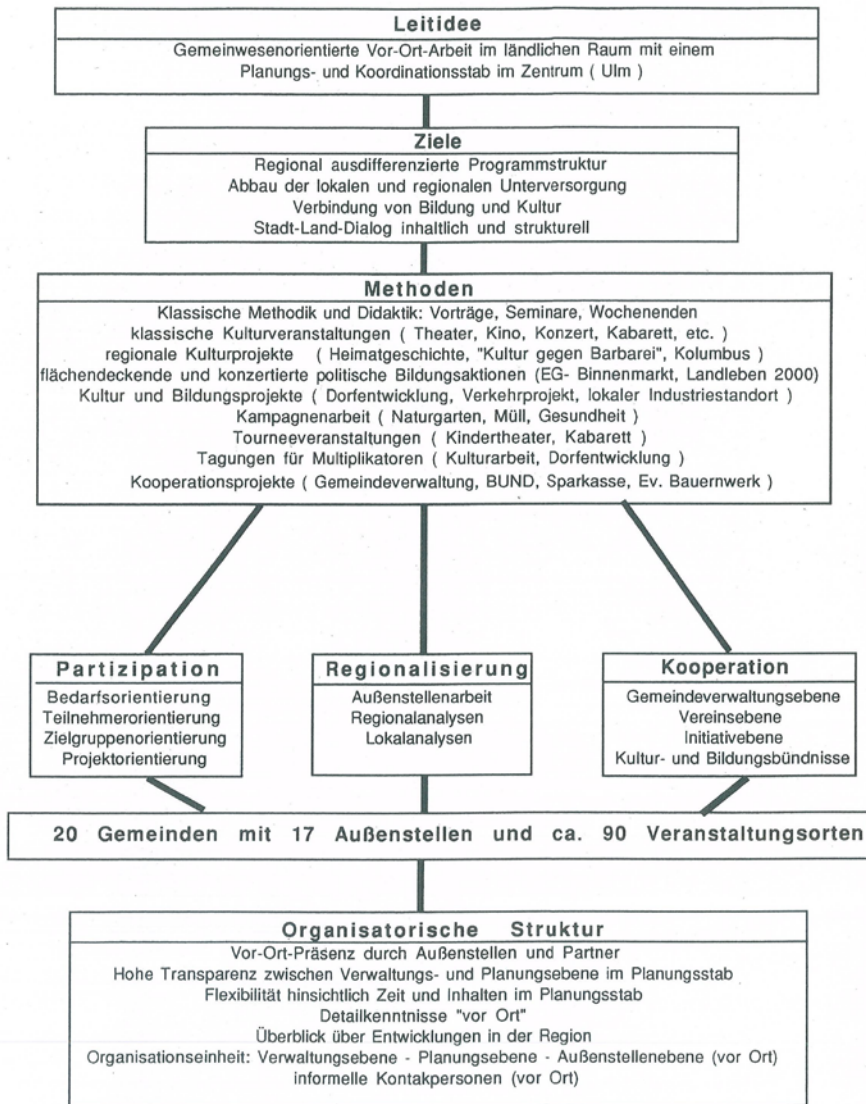 Leitidee
Gemeinwesenorientierte Vor-Ort-Arbeit im ländlichen Raum mit einem
Planungs- und Koordinationsstab im Zentrum ( Ulm )
Ziele
Regional ausdifferenzierte Programmstruktur
Abbau der lokalen und regionalen Unterversorgung
Verbindung von Bildung und Kultur
Stadt-Land-Dialog inhaltlich und strukturell
Methoden
Klassische Methodik und Didaktik: Vorträge, Seminare, Wochenenden
klassische Kulturveranstaltungen ( Theater, Kino, Konzert, Kabarett, etc. )
regionale Kulturprojekte ( Heimatgeschichte, "Kultur gegen Barbarei", Kolumbus )
flächendeckende und konzertierte politische Bildungsaktionen (EG- Binnenmarkt, Landleben 2000)
Kultur und Bildungsprojekte ( Dorfentwicklung, Verkehrprojekt, lokaler Industriestandort )
Kampagnenarbeit ( Naturgarten, Müll, Gesundheit )
Tourneeveranstaltungen ( Kindertheater, Kabarett )
Tagungen für Multiplikatoren ( Kulturarbeit, Dorfentwicklung )
Kooperationsprojekte ( Gemeindeverwaltung, BUND, Sparkasse, Ev. Bauernwerk )
Partizipation
Bedarfsorientierung
Teilnehmerorientierung
Zielgruppenorientierung
Projektorientierung
Regionalisierung
Außenstellenarbeit
Regionalanalysen
Lokalanalysen
Kooperation
Gemeindeverwaltungsebene
Vereinsebene
Initiativebene
Kultur- und Bildungsbündnisse
20 Gemeinden mit 17 Außenstellen und ca. 90 Veranstaltungsorten
Organisatorische Struktur
Vor-Ort-Präsenz durch Außenstellen und Partner
Hohe Transparenz zwischen Verwaltungs- und Planungsebene im Planungsstab
Flexibilität hinsichtlich Zeit und Inhalten im Planungsstab
Detailkenntnisse "vor Ort"
Überblick über Entwicklungen in der Region
Organisationseinheit: Verwaltungsebene - Planungsebene - Außenstellenebene (vor Ort)
informelle Kontakpersonen (vor Ort)